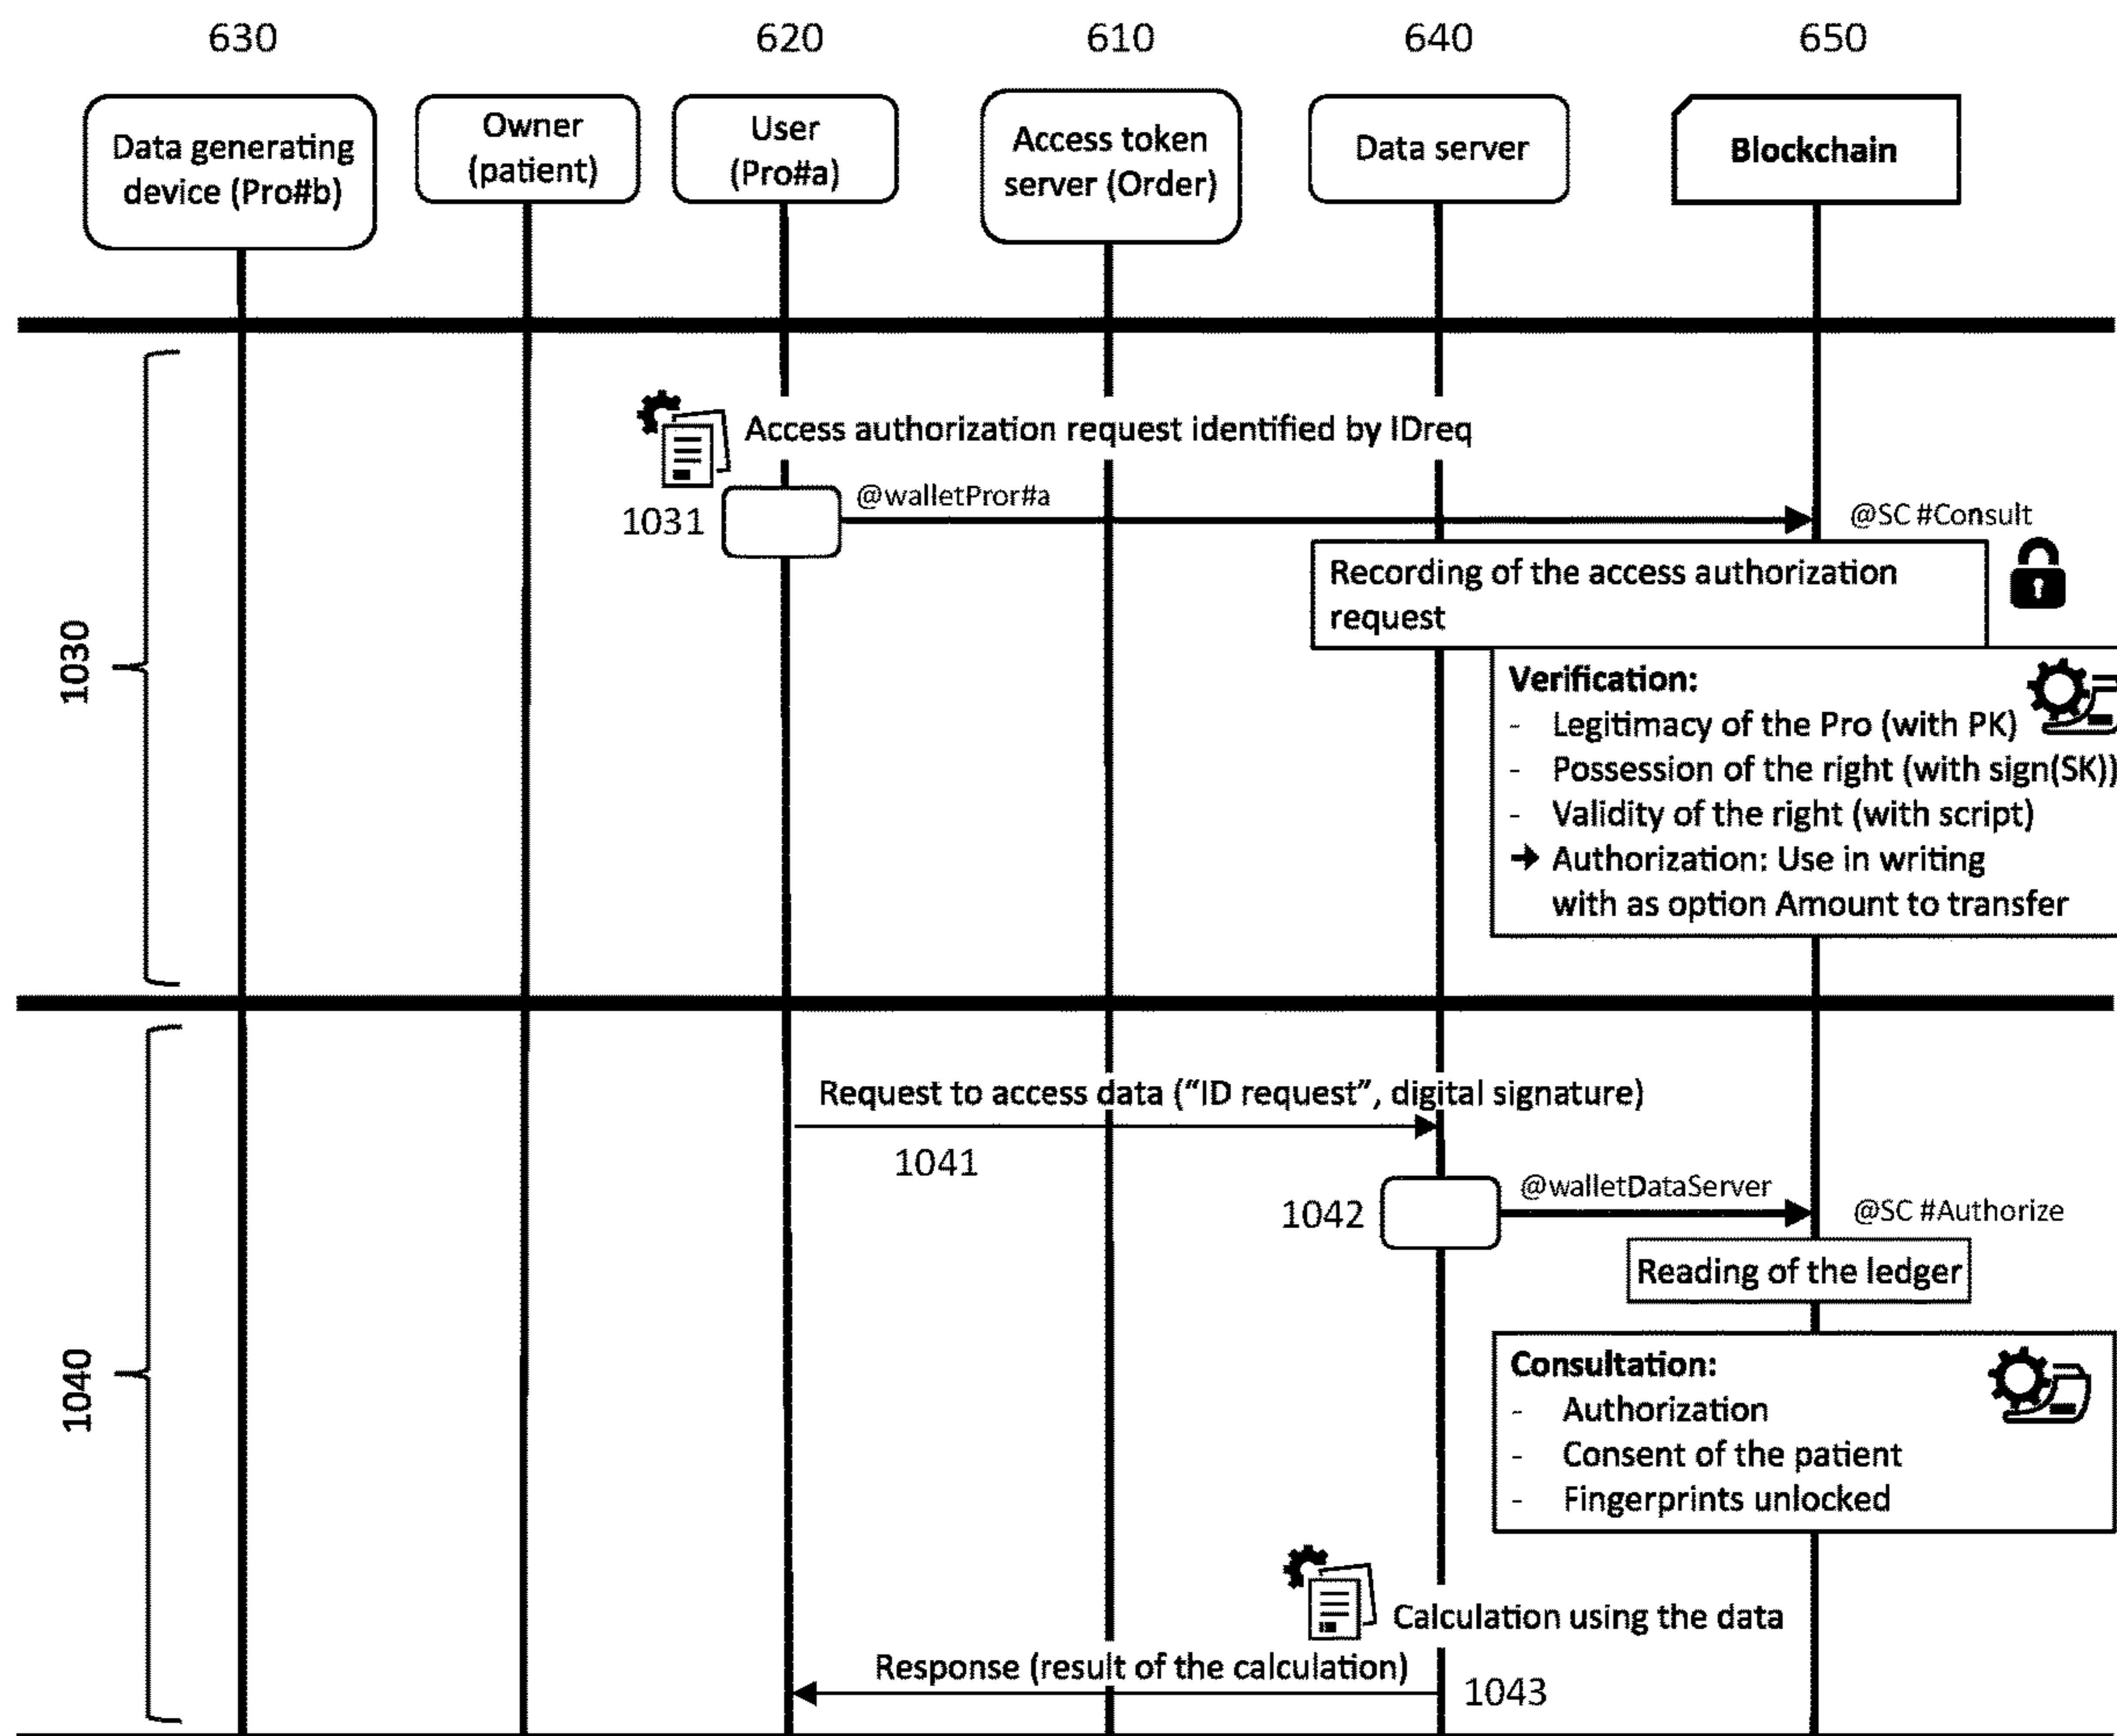 630
620
610
640
650
Data generating
device (Pro#b)
Owner
(patient)
User
(Pro#a)
Access token
server (Order)
Data server
Blockchain
1030
Access authorization request identified by IDreq
1031
@walletPror#a
@SC #Consult
Recording of the access authorization
request
Verification:
- Legitimacy of the Pro (with PK)
- Possession of the right (with sign(SK))
- Validity of the right (with script)
➔ Authorization: Use in writing
with as option Amount to transfer
1040
Request to access data (“ID request”, digital signature)
1041
1042
@walletDataServer
@SC #Authorize
Reading of the ledger
Consultation:
- Authorization
- Consent of the patient
- Fingerprints unlocked
Calculation using the data
Response (result of the calculation)
1043